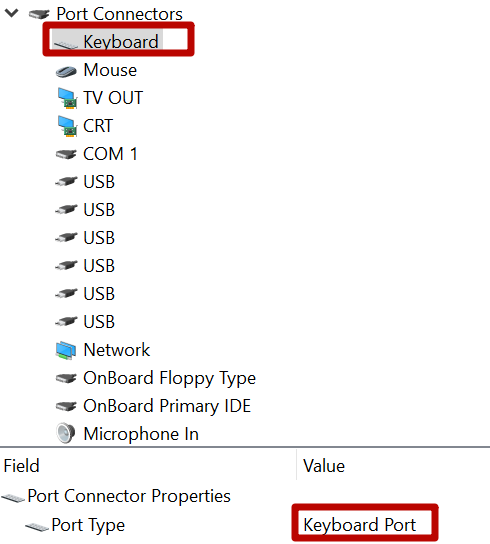 Port Connectors
Keyboard
Mouse
TV OUT
CRT
COM 1
USB
USB
USB
USB
USB
USB
Network
OnBoard Floppy Type
OnBoard Primary IDE
Microphone In
Field Value
Port Connector Properties
Port Type Keyboard Port